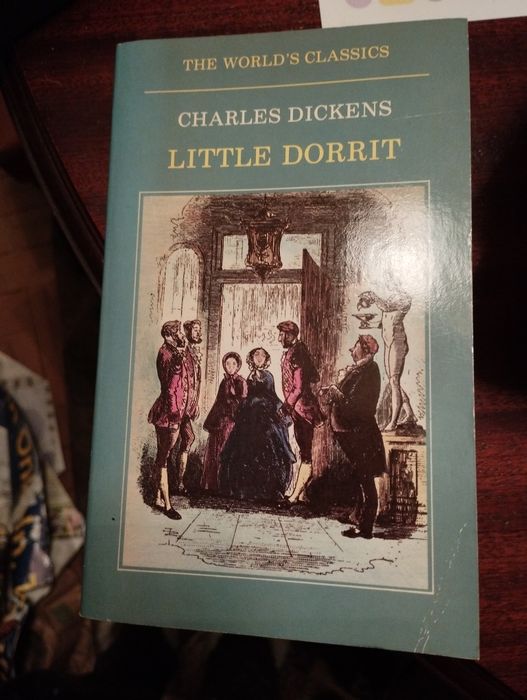 THE WORLD'S CLASSICS
CHARLES DICKENS
LITTLE DORRIT